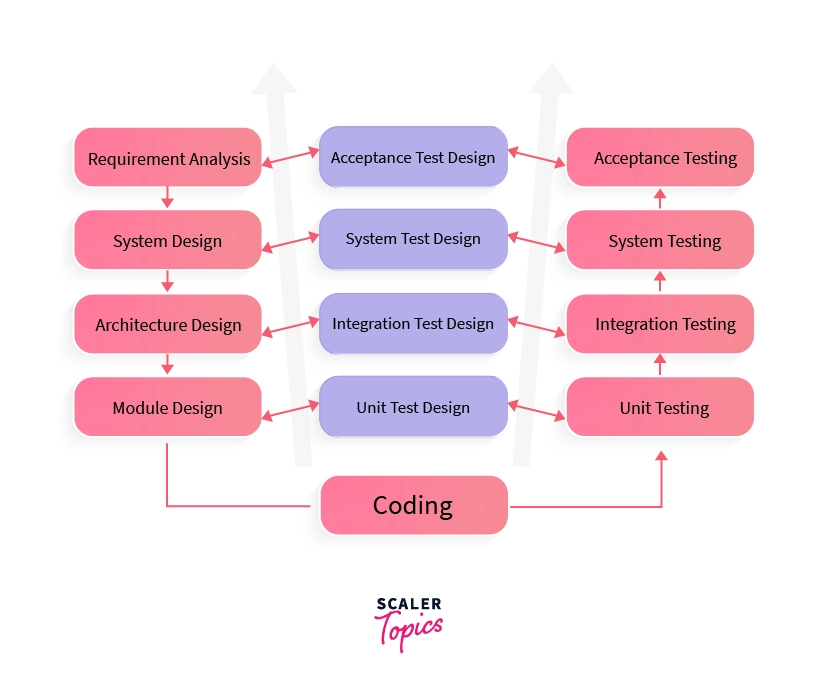 Requirement Analysis
Acceptance Test Design
Acceptance Testing
System Design
System Test Design
System Testing
Architecture Design
Integration Test Design
Integration Testing
Module Design
Unit Test Design
Unit Testing
Coding
SCALER
Topics